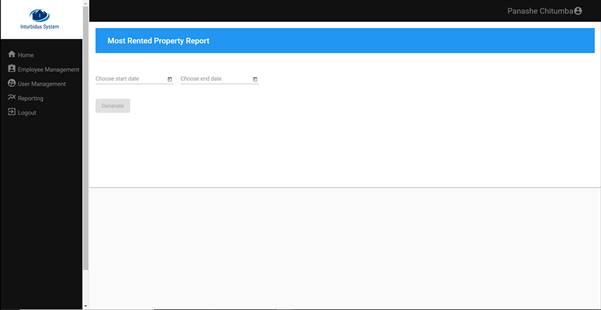 Panashe Chitumba
Inturbidus System
Most Rented Property Report
Home
Employee Management
User Management
Reporting
Logout
Choose start date
Choose end date
Generate